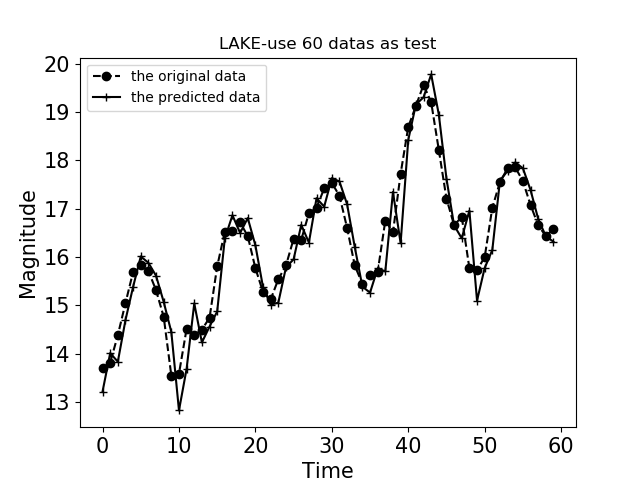 LAKE-use 60 datas as test
the original data
the predicted data
Magnitude
20
19
18
17
16
15
14
13
0 10 20 30 40 50 60
Time